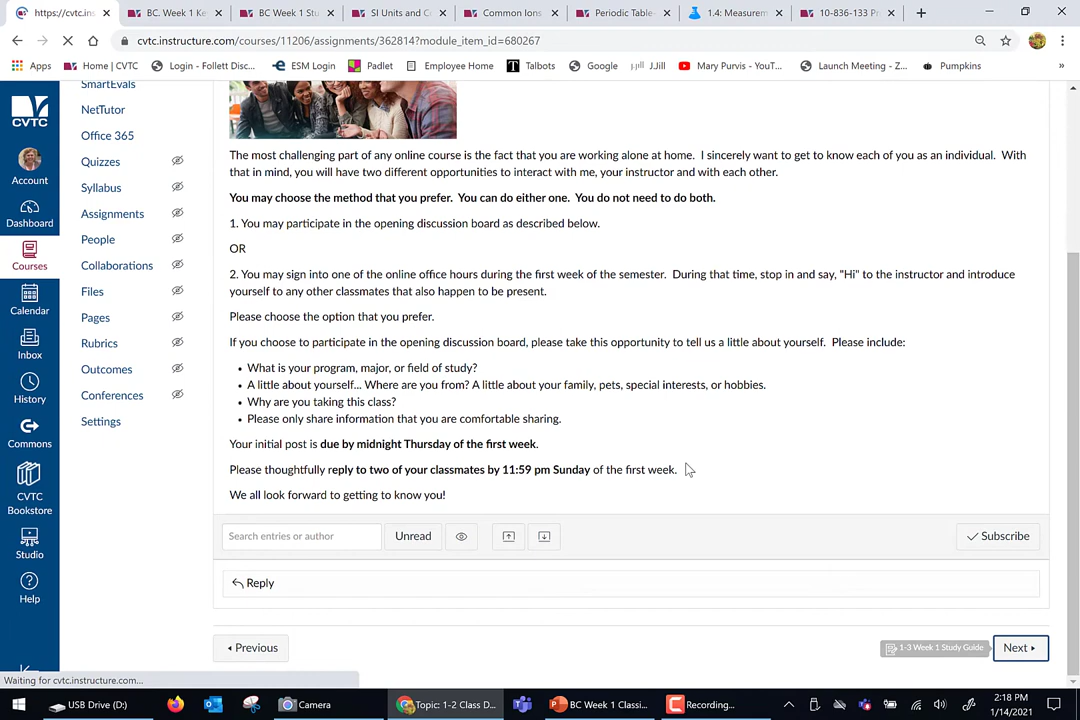 https://cvtc.ins
BC. Week 1 Ke
BC Week 1 Stu
SI Units and C
Common Ions
Periodic Table-
1.4: Measurem
10-836-133 Pr
cvtc.instructure.com/courses/11206/assignments/362814?module_item_id=680267
Apps
Home | CVTC
Login - Follett Disc...
ESM Login
Padlet
Employee Home
Talbots
Google
J.Jill
Mary Purvis - YouT...
Launch Meeting - Z...
Pumpkins
»
CVTC
Account
Dashboard
Courses
Calendar
Inbox
History
Commons
CVTC
Bookstore
Studio
Help
SmartEvals
NetTutor
Office 365
Quizzes
Syllabus
Assignments
People
Collaborations
Files
Pages
Rubrics
Outcomes
Conferences
Settings
The most challenging part of any online course is the fact that you are working alone at home. I sincerely want to get to know each of you as an individual. With
that in mind, you will have two different opportunities to interact with me, your instructor and with each other.
You may choose the method that you prefer. You can do either one. You do not need to do both.
1. You may participate in the opening discussion board as described below.
OR
2. You may sign into one of the online office hours during the first week of the semester. During that time, stop in and say, "Hi" to the instructor and introduce
yourself to any other classmates that also happen to be present.
Please choose the option that you prefer.
If you choose to participate in the opening discussion board, please take this opportunity to tell us a little about yourself. Please include:
• What is your program, major, or field of study?
• A little about yourself... Where are you from? A little about your family, pets, special interests, or hobbies.
• Why are you taking this class?
• Please only share information that you are comfortable sharing.
Your initial post is due by midnight Thursday of the first week.
Please thoughtfully reply to two of your classmates by 11:59 pm Sunday of the first week.
We all look forward to getting to know you!
Search entries or author
Unread
Subscribe
Reply
Previous
1-3 Week 1 Study Guide
Next
Waiting for cvtc.instructure.com...
USB Drive (D:)
Camera
Topic: 1-2 Class D...
BC Week 1 Classi...
Recording...
2:18 PM
1/14/2021